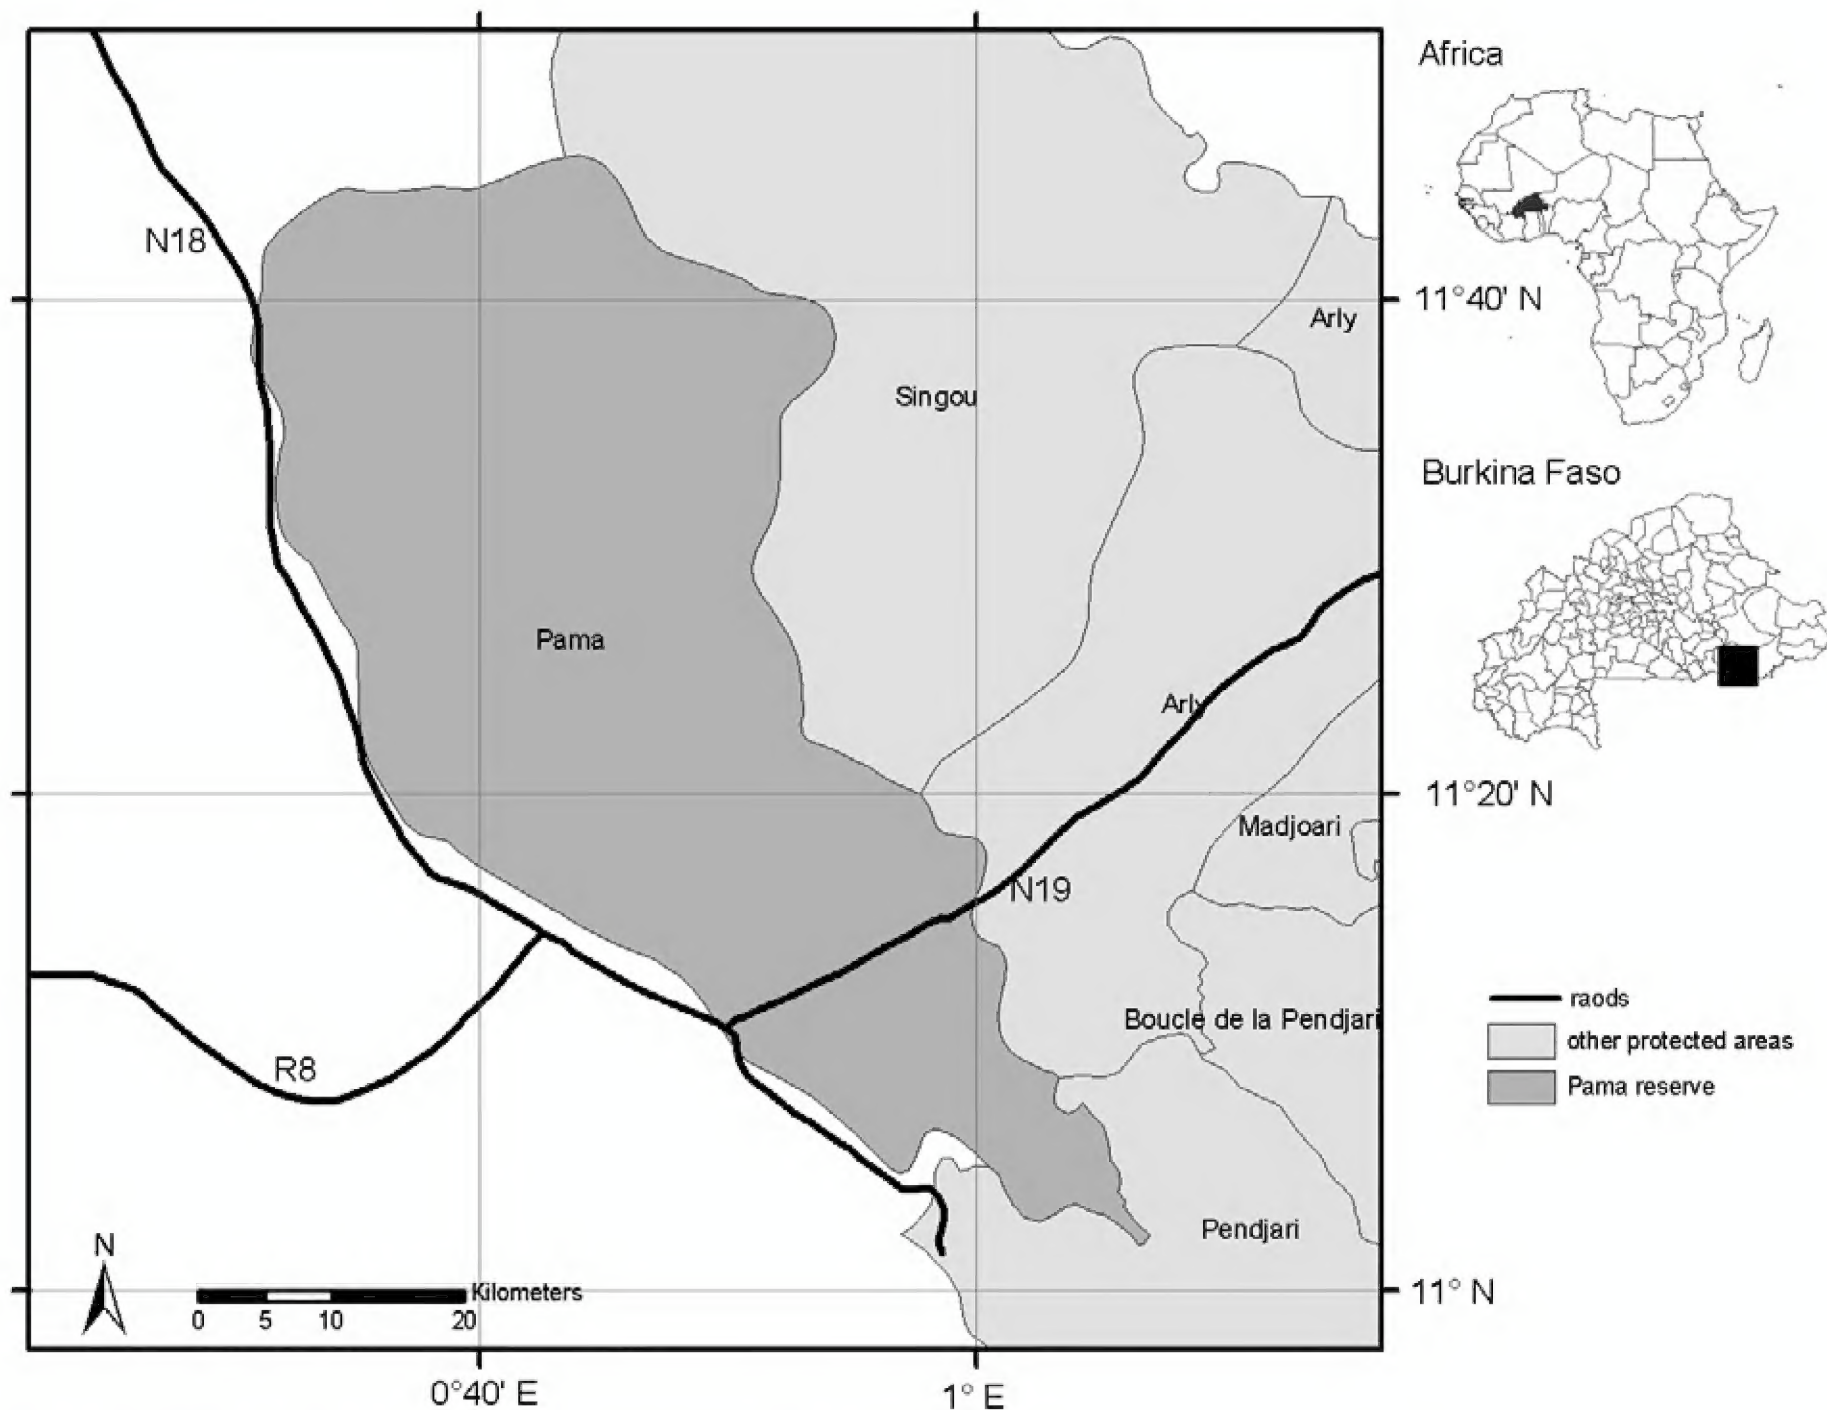 Africa
N18
11°40' N
Arly
Singou
Burkina Faso
Pama
Arly
11°20' N
Madjoari
N19
raods
Boucle de la Pendjari
other protected areas
R8
Pama reserve
Pendjari
N
Kilometers
0 5 10 20
11° N
0°40' E
1° E